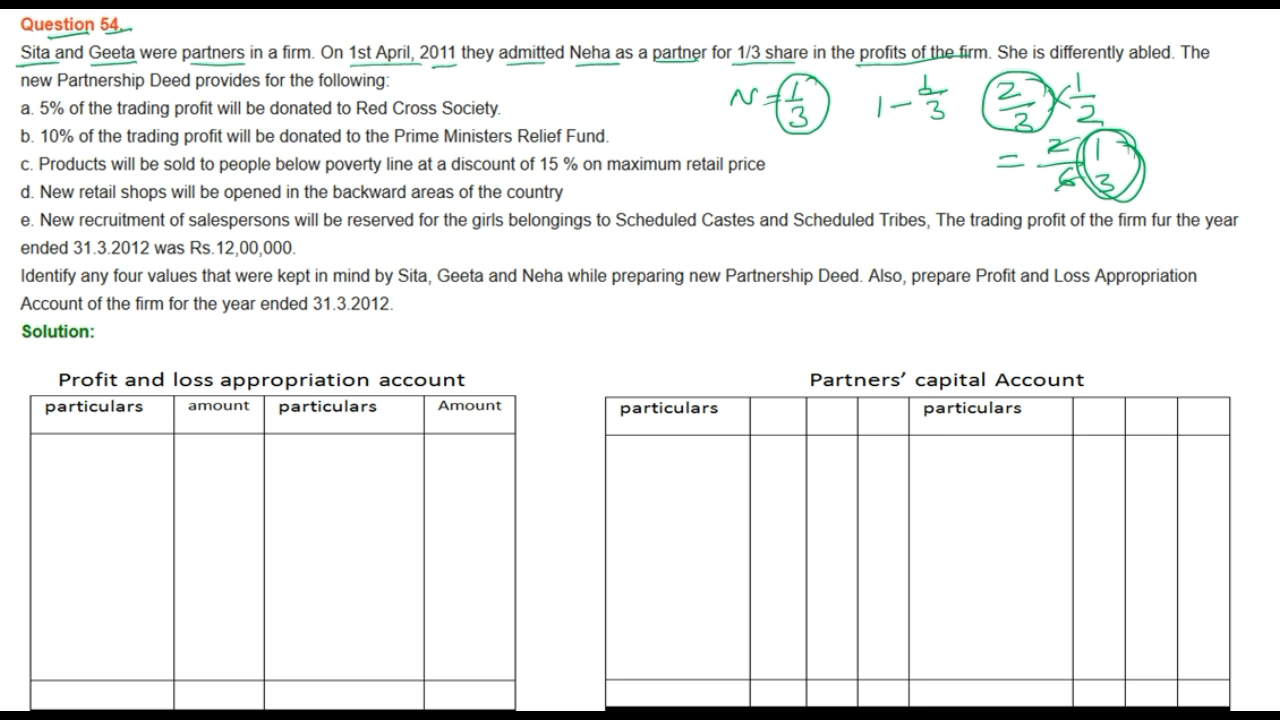 Question 54.
Sita and Geeta were partners in a firm. On 1st April, 2011 they admitted Neha as a partner for 1/3 share in the profits of the firm. She is differently abled. The
new Partnership Deed provides for the following:
a. 5% of the trading profit will be donated to Red Cross Society.
b. 10% of the trading profit will be donated to the Prime Ministers Relief Fund.
c. Products will be sold to people below poverty line at a discount of 15 % on maximum retail price
d. New retail shops will be opened in the backward areas of the country
e. New recruitment of salespersons will be reserved for the girls belongings to Scheduled Castes and Scheduled Tribes, The trading profit of the firm fur the year
ended 31.3.2012 was Rs.12,00,000.
Identify any four values that were kept in mind by Sita, Geeta and Neha while preparing new Partnership Deed. Also, prepare Profit and Loss Appropriation
Account of the firm for the year ended 31.3.2012.
N = 1/3 1 - 1/3 2/3 × 1/2
= 2/6 1/3
Solution:
Profit and loss appropriation account
particulars amount particulars Amount
Partners' capital Account
particulars particulars